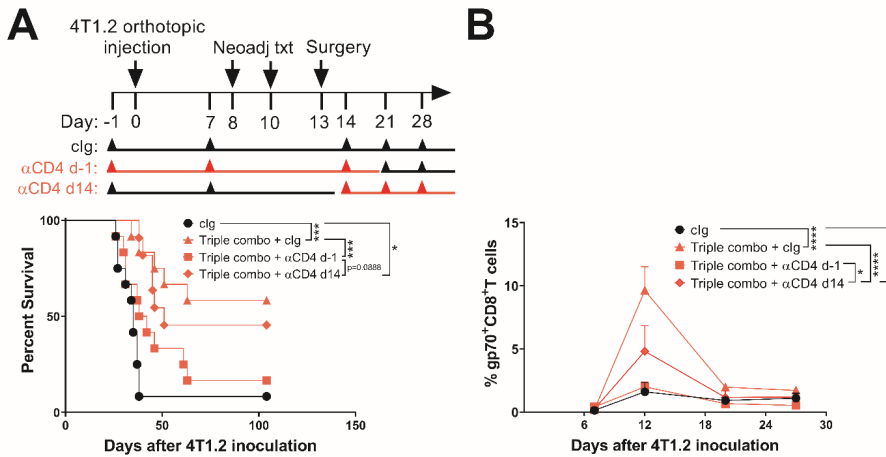 A
4T1.2 orthotopic
injection
Neoadj txt
Surgery
Day: -1 0 7 8 10 13 14 21 28
cIg:
αCD4 d-1:
αCD4 d14:
Percent Survival
100
50
0
0 50 100 150
Days after 4T1.2 inoculation
cIg
Triple combo + cIg
Triple combo + αCD4 d-1
Triple combo + αCD4 d14
***
***
p=0.0888
*
B
% gp70+CD8+T cells
15
10
5
0
6 12 18 24 30
Days after 4T1.2 inoculation
cIg
Triple combo + cIg
Triple combo + αCD4 d-1
Triple combo + αCD4 d14
****
*
****